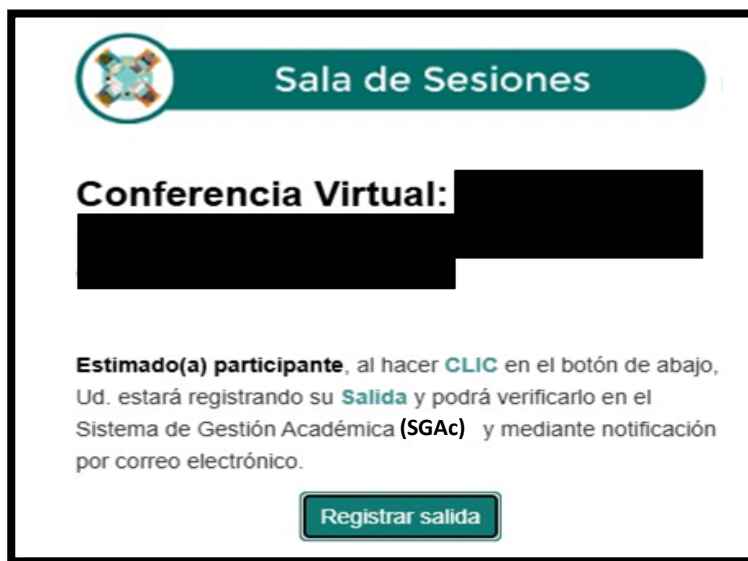 Sala de Sesiones
Conferencia Virtual:
Estimado(a) participante, al hacer CLIC en el botón de abajo,
Ud. estará registrando su Salida y podrá verificarlo en el
Sistema de Gestión Académica (SGAc) y mediante notificación
por correo electrónico.
Registrar salida